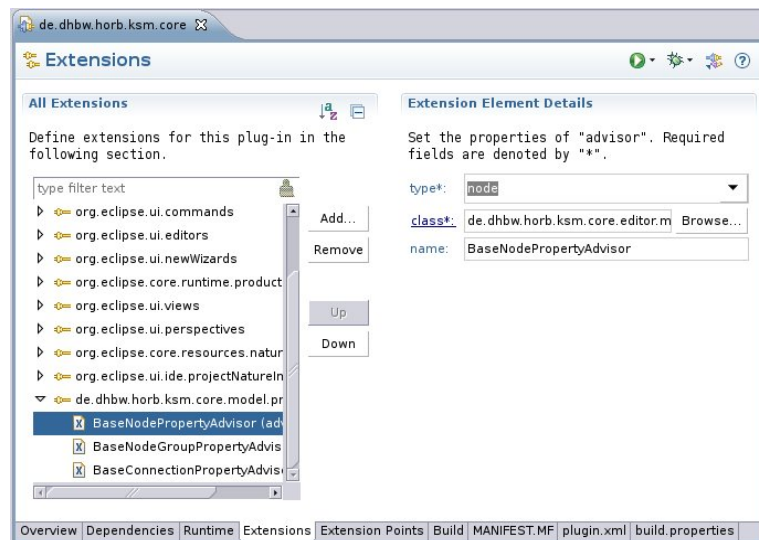 de.dhbw.horb.ksm.core
Extensions
All Extensions
Define extensions for this plug-in in the
following section.
type filter text
org.eclipse.ui.commands
org.eclipse.ui.editors
org.eclipse.ui.newWizards
org.eclipse.core.runtime.product
org.eclipse.ui.views
org.eclipse.ui.perspectives
org.eclipse.core.resources.natur
org.eclipse.ui.ide.projectNatureIn
de.dhbw.horb.ksm.core.model.pr
BaseNodePropertyAdvisor (adv
BaseNodeGroupPropertyAdvis
BaseConnectionPropertyAdviso
Add...
Remove
Up
Down
Extension Element Details
Set the properties of "advisor". Required
fields are denoted by "*".
type*: node
class*: de.dhbw.horb.ksm.core.editor.m Browse...
name: BaseNodePropertyAdvisor
Overview Dependencies Runtime Extensions Extension Points Build MANIFEST.MF plugin.xml build.properties